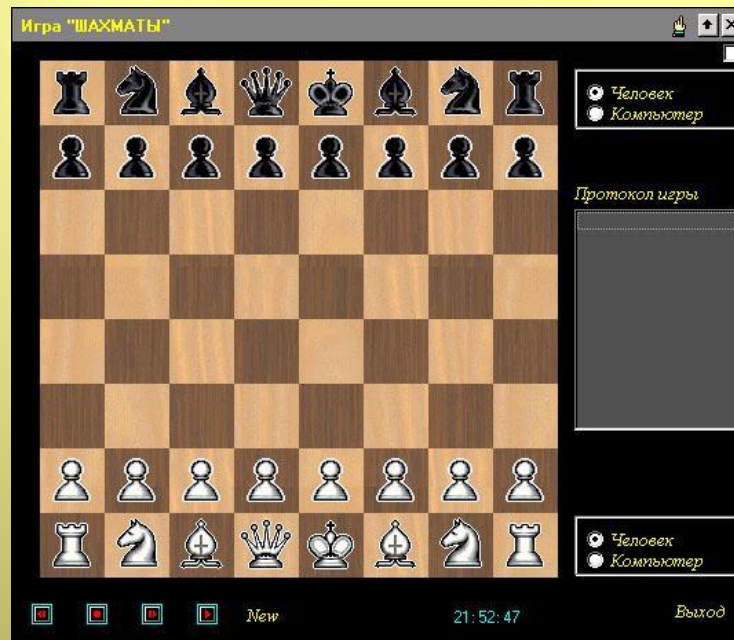 Игра "ШАХМАТЫ"
Человек
Компьютер
Протокол игры
Человек
Компьютер
New
21:52:47
Выход